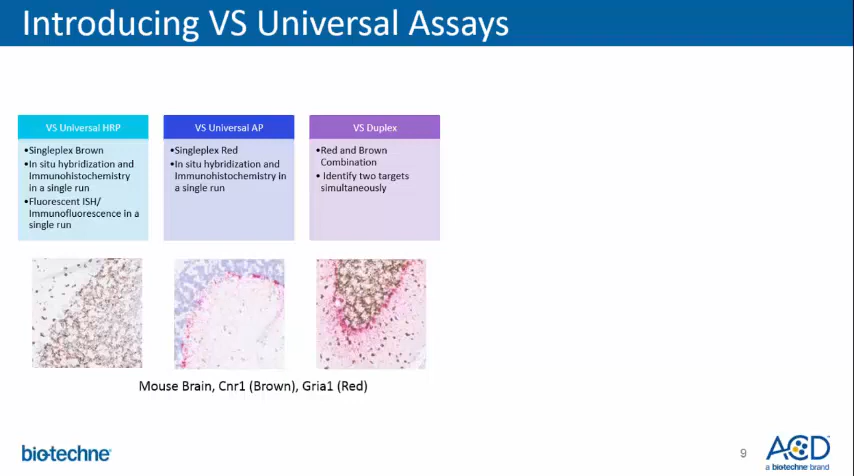 Introducing VS Universal Assays
VS Universal HRP
•Singleplex Brown
•In situ hybridization and
Immunohistochemistry
in a single run
•Fluorescent ISH/
Immunofluorescence in a
single run
VS Universal AP
•Singleplex Red
•In situ hybridization and
Immunohistochemistry in
a single run
VS Duplex
•Red and Brown
Combination
• Identify two targets
simultaneously
Mouse Brain, Cnr1 (Brown), Gria1 (Red)
bio-techne
9
ACD
a biotechne brand